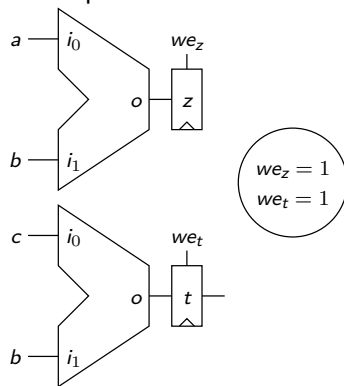 a
i₀
we_z
o
z
b
i₁
we_z = 1
we_t = 1
c
i₀
we_t
o
t
b
i₁